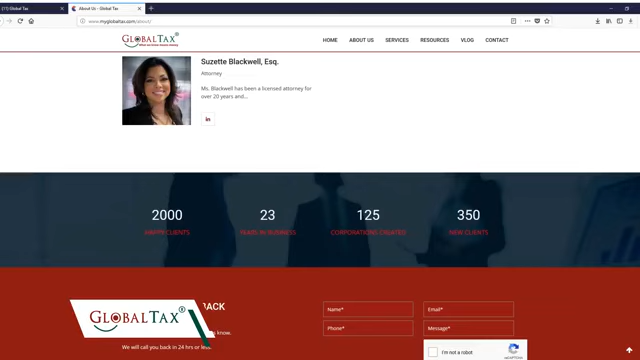 (11) Global Tax
About Us - Global Tax
www.myglobaltax.com/about/
GLOBALTAX
HOME
ABOUT US
SERVICES
RESOURCES
VLOG
CONTACT
Suzette Blackwell, Esq.
Attorney
Ms. Blackwell has been a licensed attorney for
over 20 years and...
in
2000
23
125
350
HAPPY CLIENTS
YEARS IN BUSINESS
CORPORATIONS CREATED
NEW CLIENTS
BACK
GLOBALTAX
know.
We will call you back in 24 hrs or less.
Name*
Email*
Phone*
Message*
I'm not a robot
reCAPTCHA